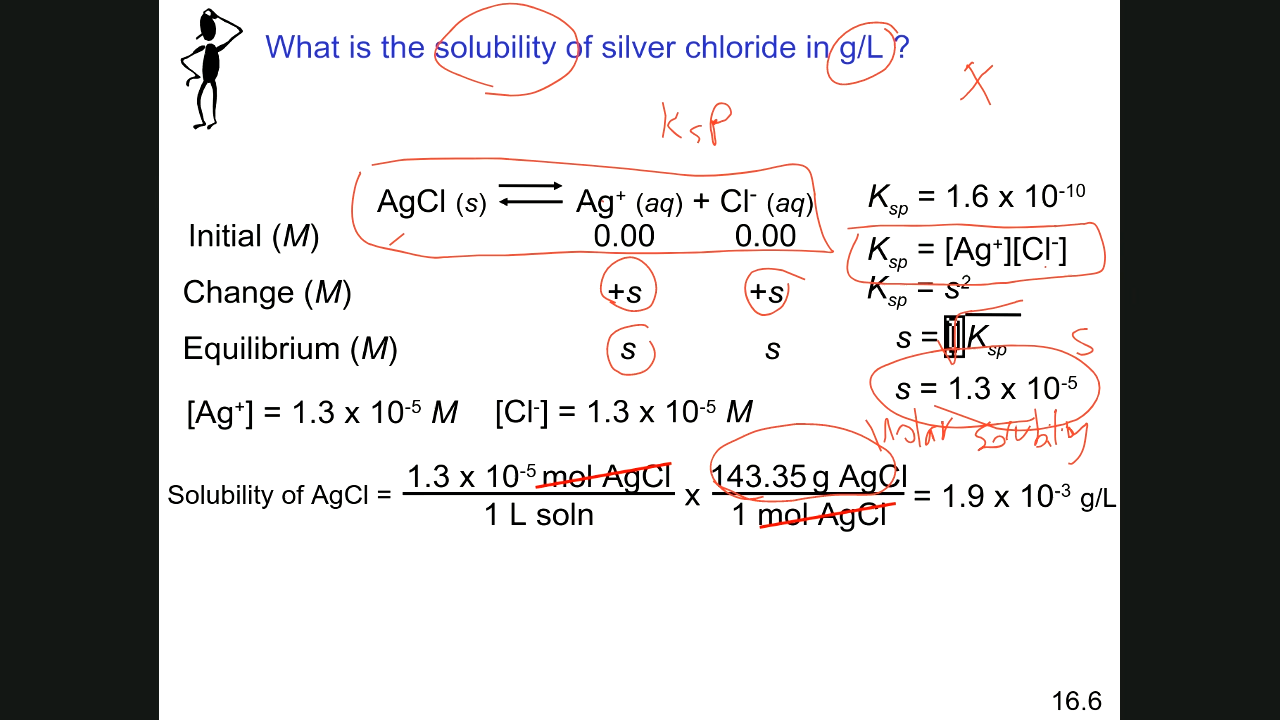 What is the solubility of silver chloride in g/L ?
X
Ksp
AgCl (s) ⇌ Ag⁺ (aq) + Cl⁻ (aq)
Ksp = 1.6 x 10⁻¹⁰
Initial (M) 0.00 0.00
Ksp = [Ag⁺][Cl⁻]
Change (M) +s +s
Ksp = s²
Equilibrium (M) s s
s = √Ksp
S
s = 1.3 x 10⁻⁵
[Ag⁺] = 1.3 x 10⁻⁵ M [Cl⁻] = 1.3 x 10⁻⁵ M
Molar solubility
Solubility of AgCl = 1.3 x 10⁻⁵ mol AgCl / 1 L soln x 143.35 g AgCl / 1 mol AgCl = 1.9 x 10⁻³ g/L
16.6